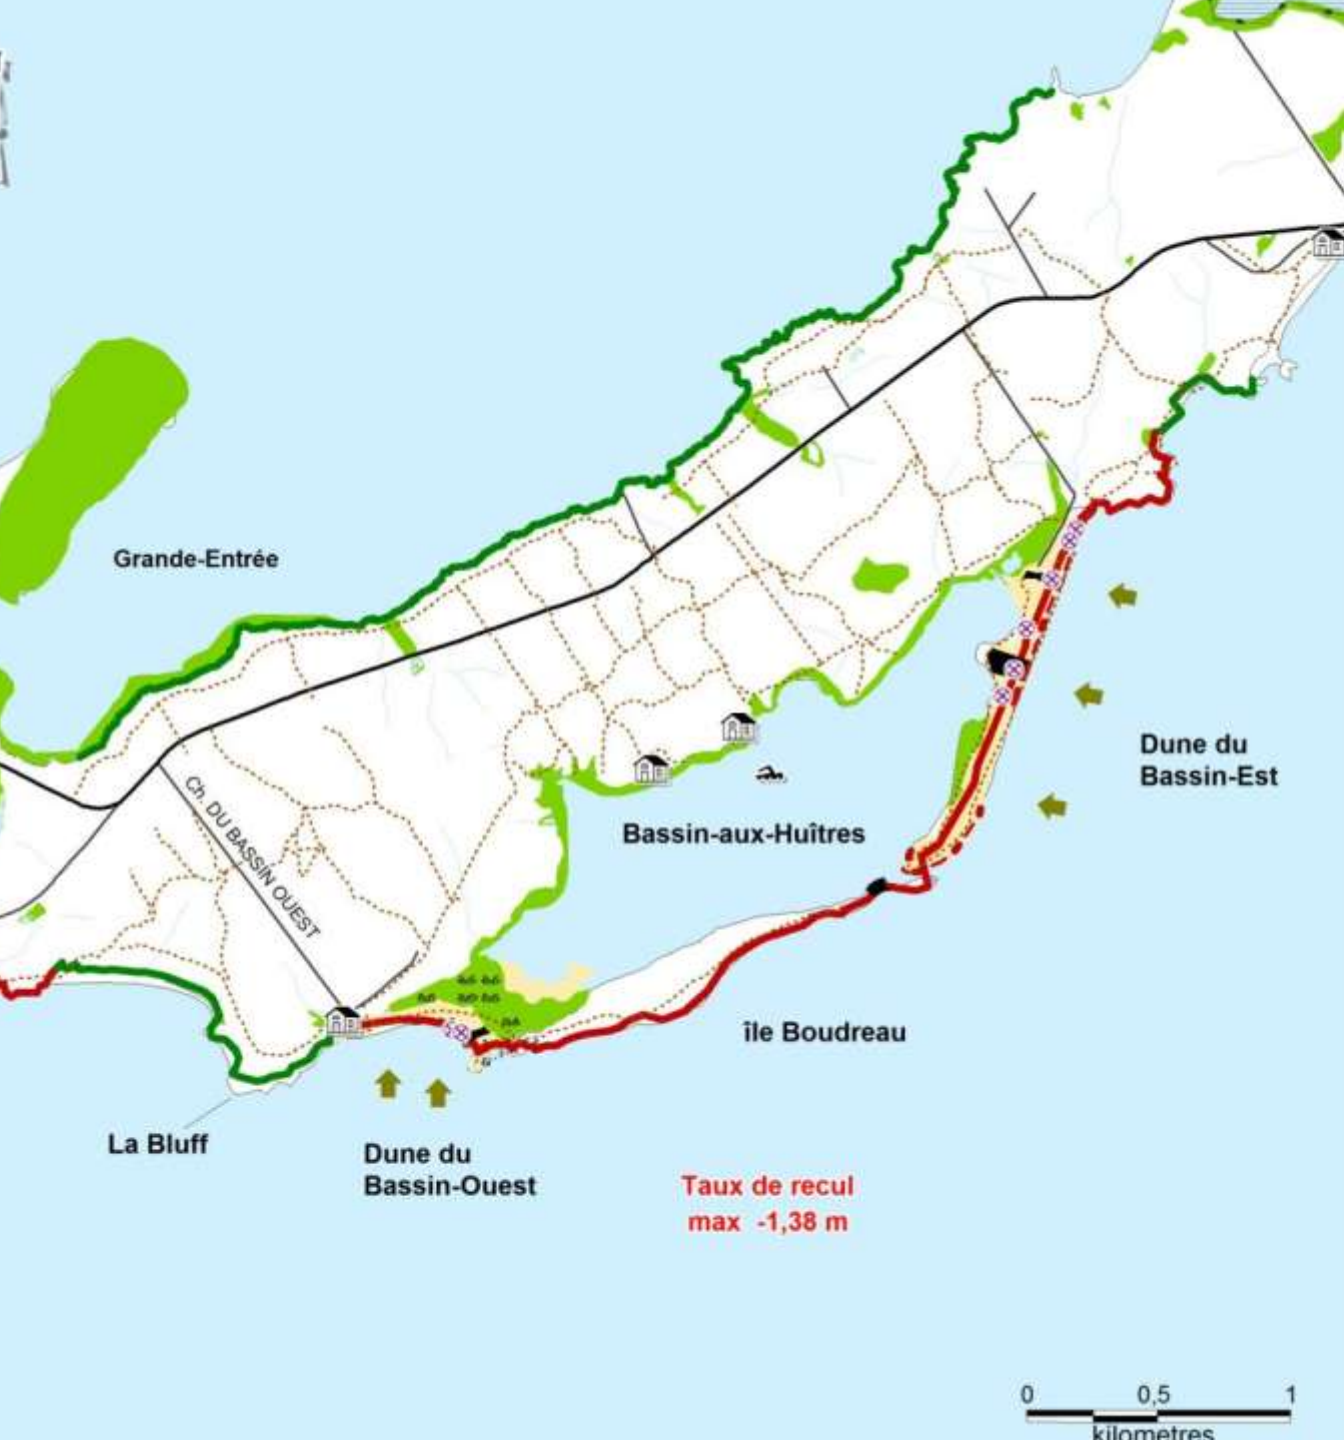 Grande-Entrée
Ch. DU BASSIN OUEST
Dune du
Bassin-Est
Bassin-aux-Huîtres
île Boudreau
La Bluff
Dune du
Bassin-Ouest
Taux de recul
max -1,38 m
0 0,5 1
kilometres